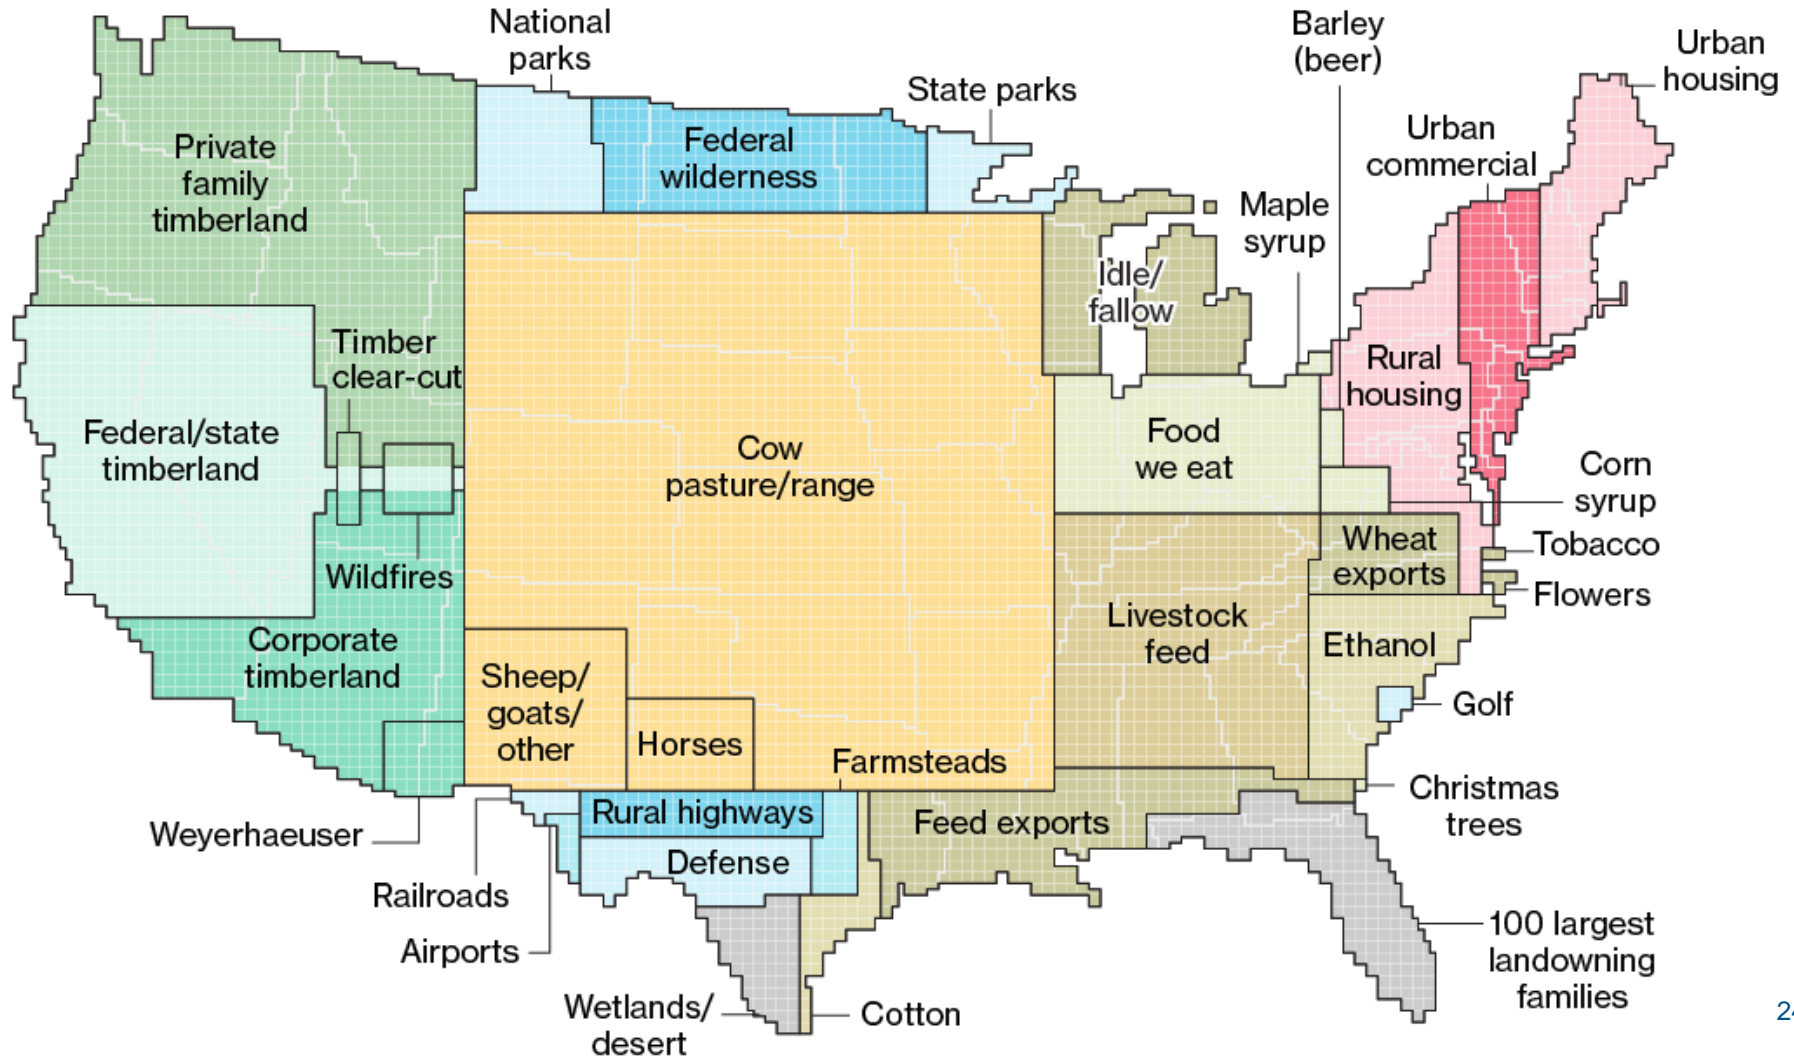 National
parks
Barley
(beer)
Urban
housing
State parks
Urban
commercial
Private
family
timberland
Federal
wilderness
Maple
syrup
Idle/
fallow
Timber
clear-cut
Rural
housing
Federal/state
timberland
Cow
pasture/range
Food
we eat
Corn
syrup
Wildfires
Wheat
exports
Tobacco
Flowers
Corporate
timberland
Livestock
feed
Ethanol
Sheep/
goats/
other
Horses
Golf
Farmsteads
Christmas
trees
Weyerhaeuser
Rural highways
Feed exports
Defense
Railroads
Airports
100 largest
landowning
families
Wetlands/
desert
Cotton